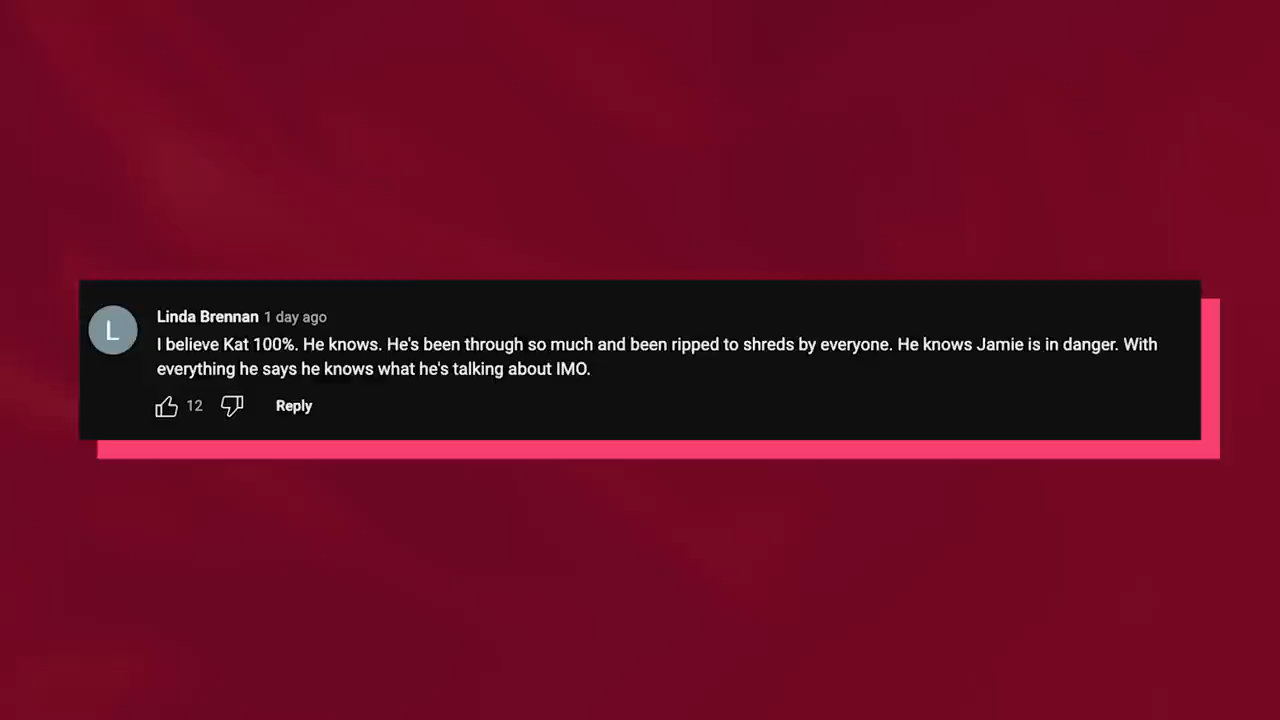 L
Linda Brennan 1 day ago
I believe Kat 100%. He knows. He's been through so much and been ripped to shreds by everyone. He knows Jamie is in danger. With
everything he says he knows what he's talking about IMO.
12 Reply